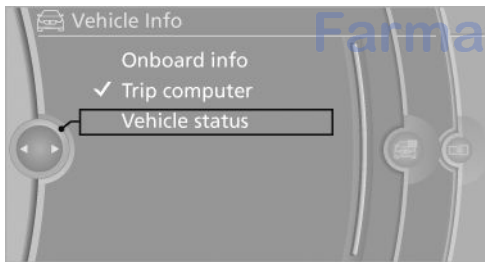 Vehicle Info
Farma
Onboard info
✓ Trip computer
Vehicle status